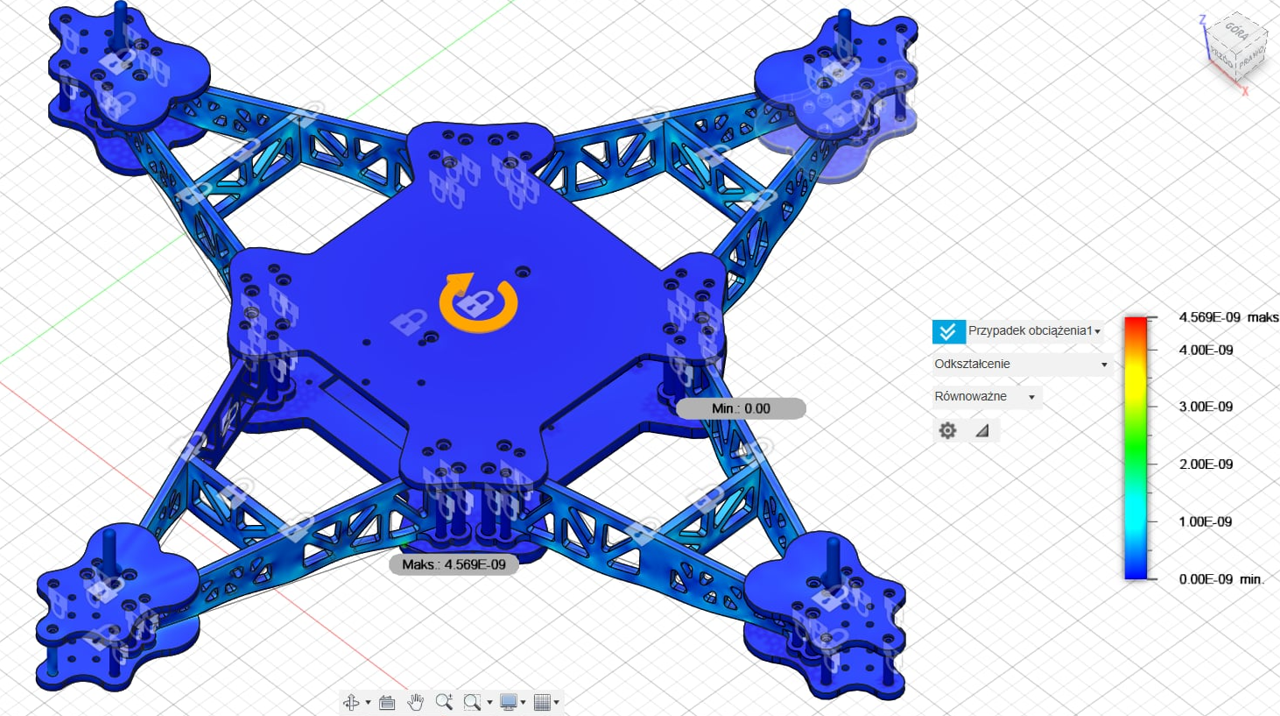 Z
GÓRA
PRZÓD
PRAWO
X
Przypadek obciążenia1
Odkształcenie
Równoważne
4.569E-09 maks
4.00E-09
3.00E-09
2.00E-09
1.00E-09
0.00E-09 min.
Min.: 0.00
Maks.: 4.569E-09